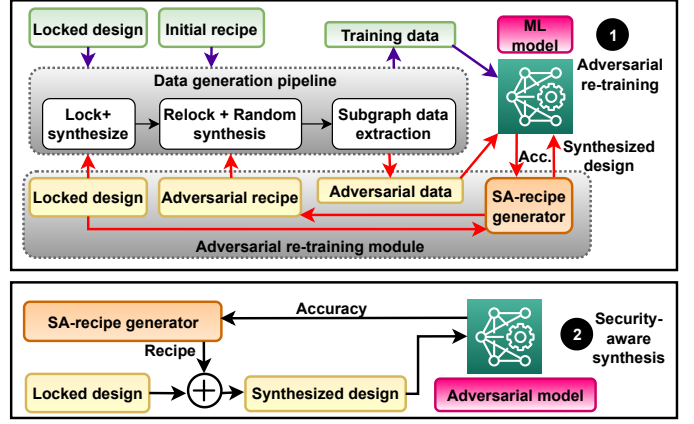 Locked design
Initial recipe
Training data
ML
model
1
Adversarial
re-training
Data generation pipeline
Lock+
synthesize
Relock + Random
synthesis
Subgraph data
extraction
Acc.
Synthesized
design
Locked design
Adversarial recipe
Adversarial data
SA-recipe
generator
Adversarial re-training module
SA-recipe generator
Accuracy
2
Security-
aware
synthesis
Recipe
Locked design
Synthesized design
Adversarial model